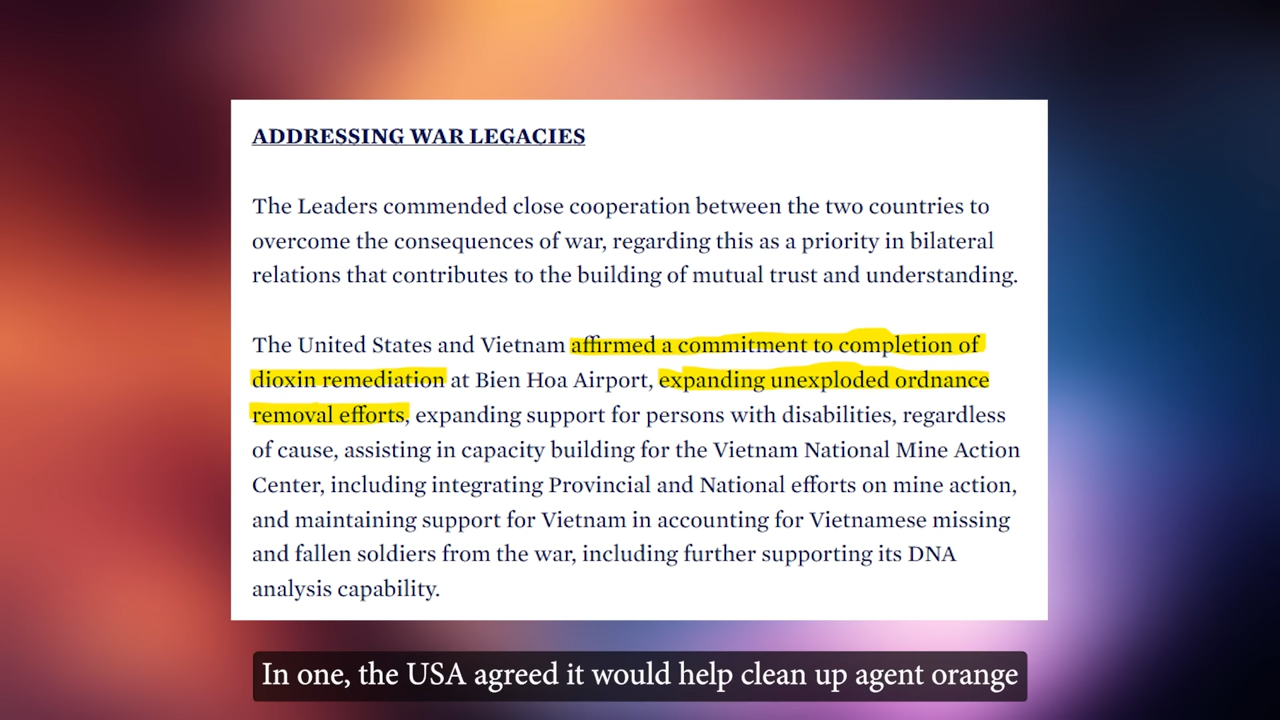 ADDRESSING WAR LEGACIES
The Leaders commended close cooperation between the two countries to
overcome the consequences of war, regarding this as a priority in bilateral
relations that contributes to the building of mutual trust and understanding.
The United States and Vietnam affirmed a commitment to completion of
dioxin remediation at Bien Hoa Airport, expanding unexploded ordnance
removal efforts, expanding support for persons with disabilities, regardless
of cause, assisting in capacity building for the Vietnam National Mine Action
Center, including integrating Provincial and National efforts on mine action,
and maintaining support for Vietnam in accounting for Vietnamese missing
and fallen soldiers from the war, including further supporting its DNA
analysis capability.
In one, the USA agreed it would help clean up agent orange